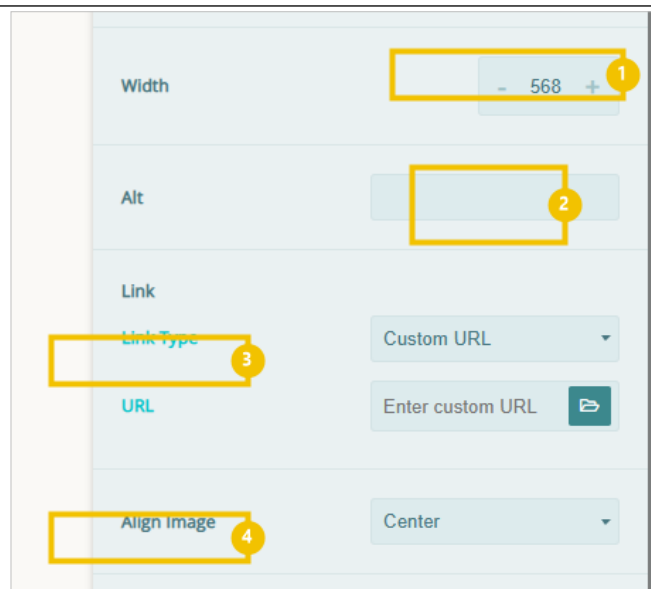 Width
- 568 +
1
Alt
2
Link
Link Type
Custom URL
3
URL
Enter custom URL
Align Image
Center
4